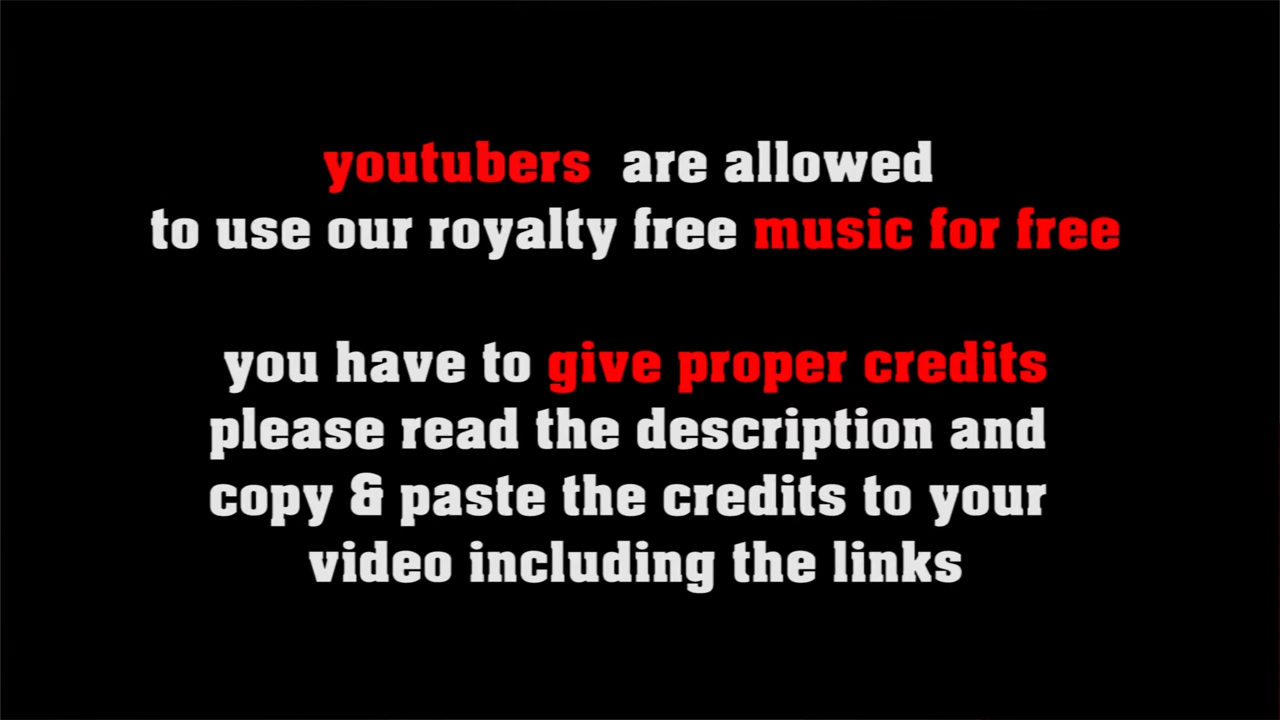 youtubers are allowed
to use our royalty free music for free
you have to give proper credits
please read the description and
copy & paste the credits to your
video including the links